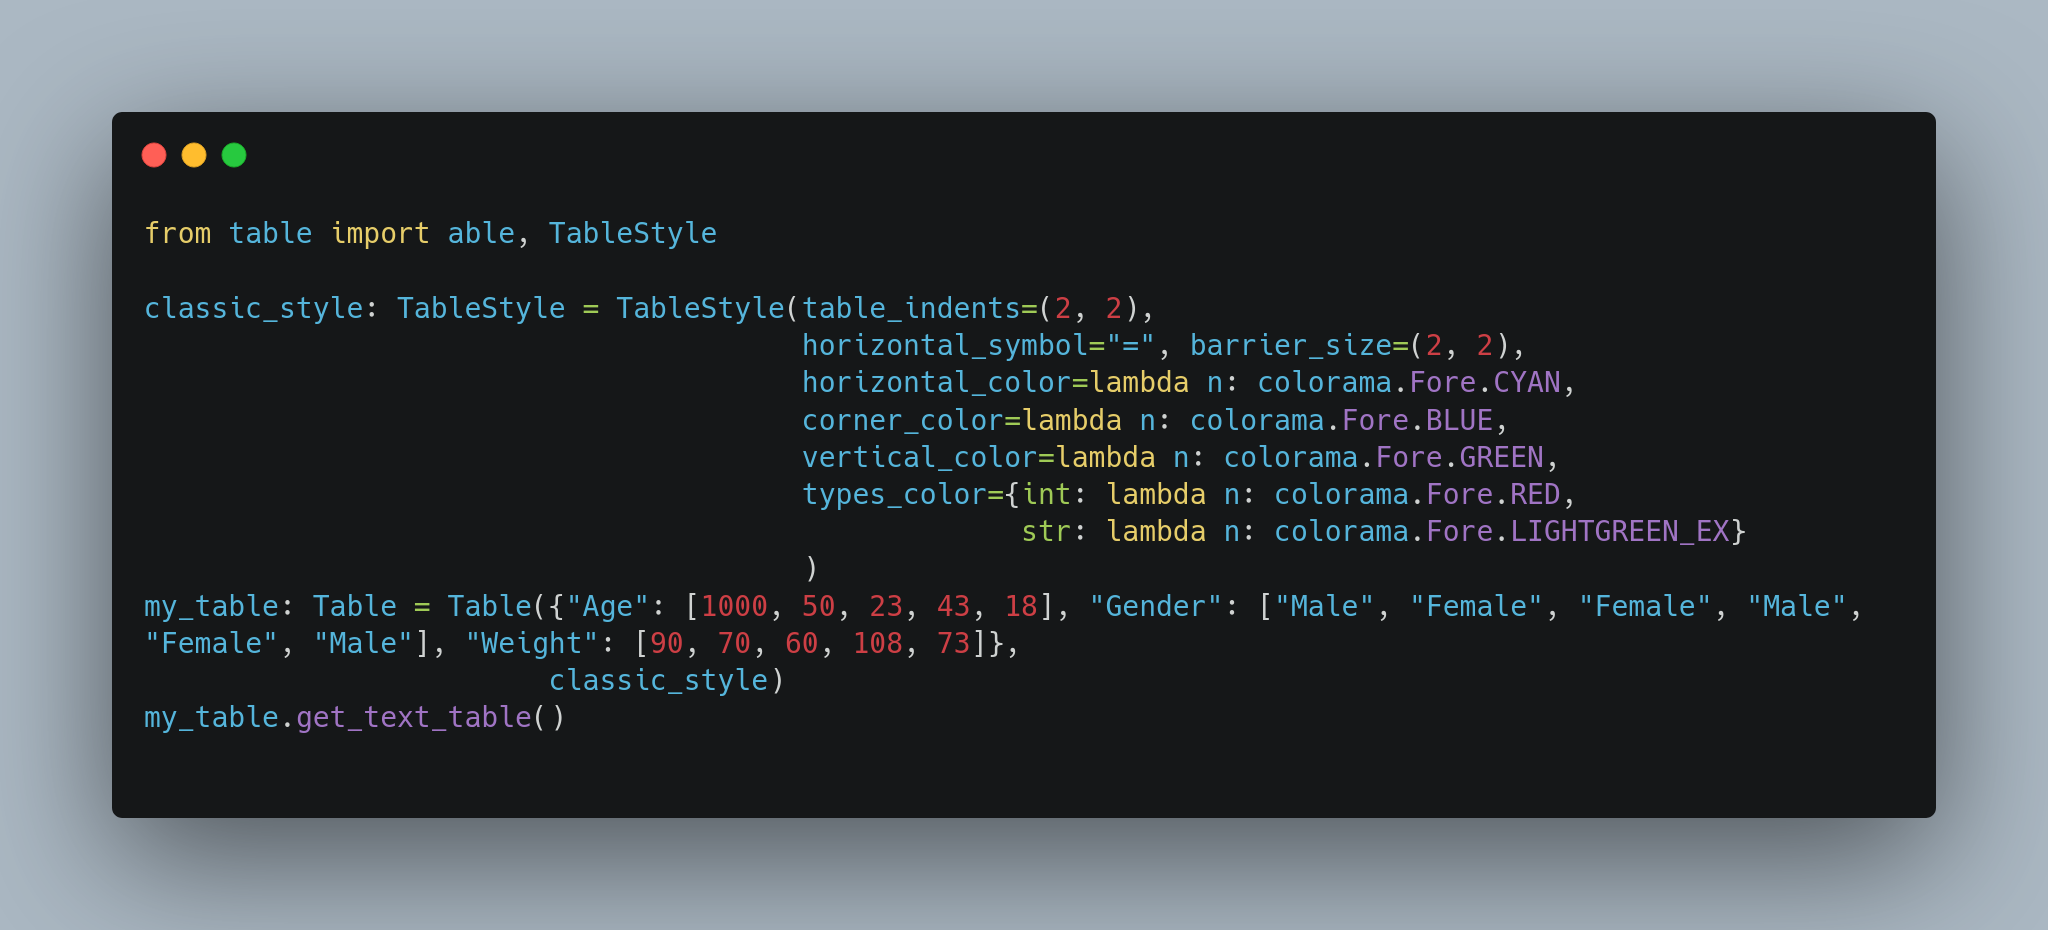 from table import able, TableStyle

classic_style: TableStyle = TableStyle(table_indents=(2, 2),
                                       horizontal_symbol="=", barrier_size=(2, 2),
                                       horizontal_color=lambda n: colorama.Fore.CYAN,
                                       corner_color=lambda n: colorama.Fore.BLUE,
                                       vertical_color=lambda n: colorama.Fore.GREEN,
                                       types_color={int: lambda n: colorama.Fore.RED,
                                                    str: lambda n: colorama.Fore.LIGHTGREEN_EX}
                                       )
my_table: Table = Table({"Age": [1000, 50, 23, 43, 18], "Gender": ["Male", "Female", "Female", "Male",
"Female", "Male"], "Weight": [90, 70, 60, 108, 73]},
                        classic_style)
my_table.get_text_table()